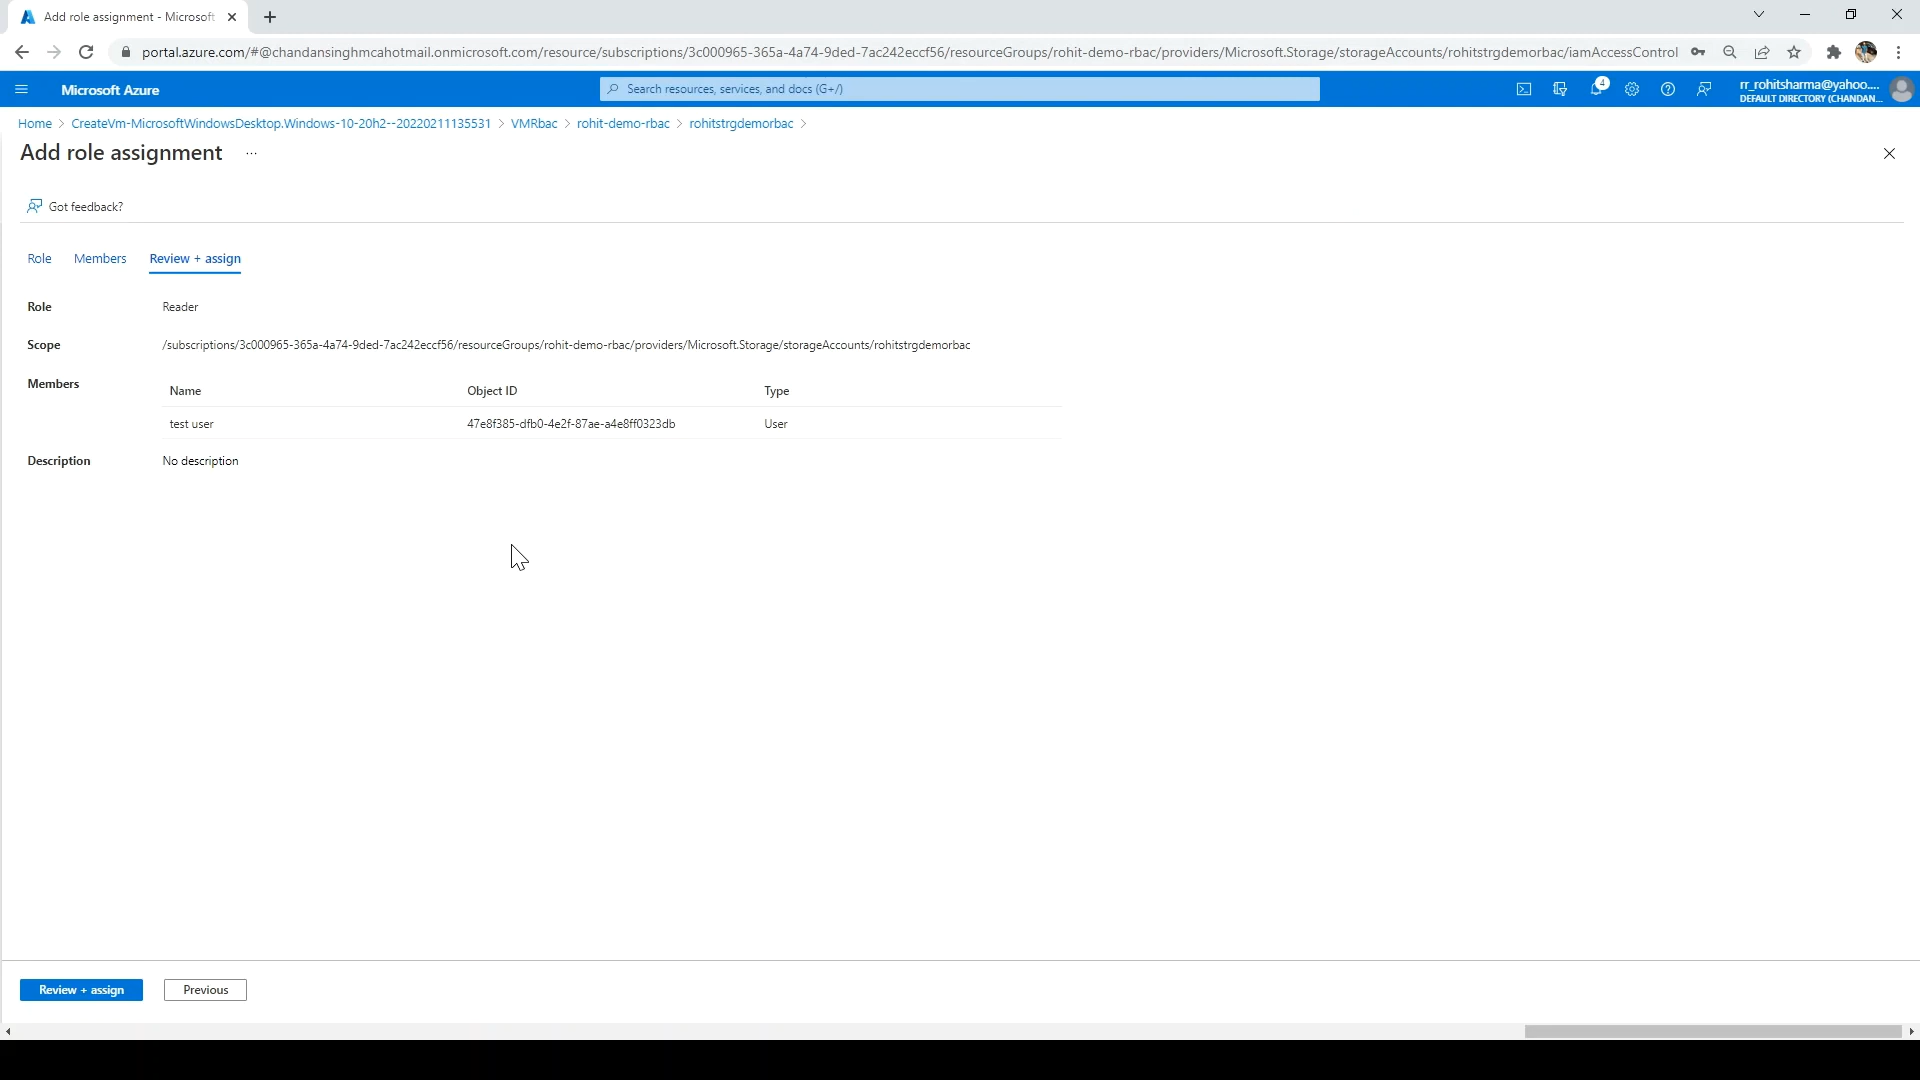 Add role assignment - Microsoft
portal.azure.com/#@chandansinghmcahotmail.onmicrosoft.com/resource/subscriptions/3c000965-365a-4a74-9ded-7ac242eccf56/resourceGroups/rohit-demo-rbac/providers/Microsoft.Storage/storageAccounts/rohitstrgdemorbac/iamAccessControl
Microsoft Azure
Search resources, services, and docs (G+/)
4
rr_rohitsharma@yahoo....
DEFAULT DIRECTORY (CHANDAN...
Home > CreateVm-MicrosoftWindowsDesktop.Windows-10-20h2--20220211135531 > VMRbac > rohit-demo-rbac > rohitstrgdemorbac >
Add role assignment ...
Got feedback?
Role Members Review + assign
Role Reader
Scope /subscriptions/3c000965-365a-4a74-9ded-7ac242eccf56/resourceGroups/rohit-demo-rbac/providers/Microsoft.Storage/storageAccounts/rohitstrgdemorbac
Members
Name Object ID Type
test user 47e8f385-dfb0-4e2f-87ae-a4e8ff0323db User
Description No description
Review + assign Previous